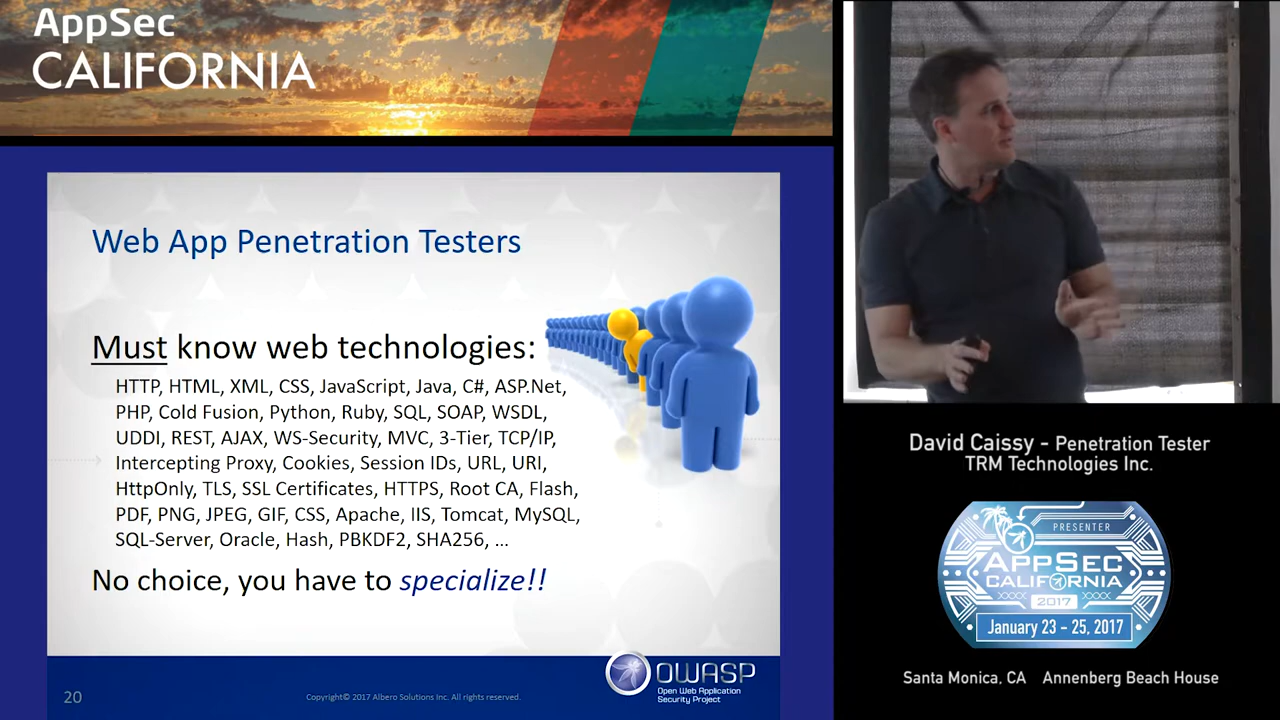 AppSec
CALIFORNIA
Web App Penetration Testers
Must know web technologies:
HTTP, HTML, XML, CSS, JavaScript, Java, C#, ASP.Net,
PHP, Cold Fusion, Python, Ruby, SQL, SOAP, WSDL,
UDDI, REST, AJAX, WS-Security, MVC, 3-Tier, TCP/IP,
Intercepting Proxy, Cookies, Session IDs, URL, URI,
HttpOnly, TLS, SSL Certificates, HTTPS, Root CA, Flash,
PDF, PNG, JPEG, GIF, CSS, Apache, IIS, Tomcat, MySQL,
SQL-Server, Oracle, Hash, PBKDF2, SHA256, ...
No choice, you have to specialize!!
20
Copyright© 2017 Albero Solutions Inc. All rights reserved.
OWASP
Open Web Application
Security Project
David Caissy - Penetration Tester
TRM Technologies Inc.
PRESENTER
APPSEC
CALIFORNIA
2017
January 23 - 25, 2017
Santa Monica, CA Annenberg Beach House